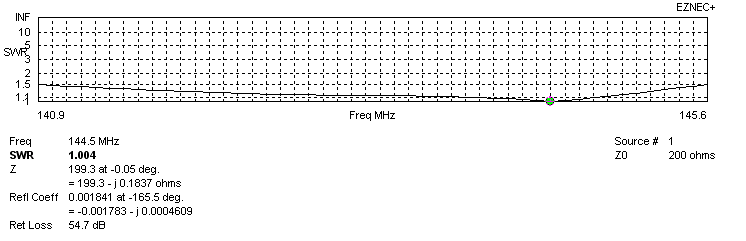 EZNEC+
INF
10
5
SWR
3
2
1.5
1.1
140.9 Freq MHz 145.6
Freq 144.5 MHz Source # 1
SWR 1.004 Z0 200 ohms
Z 199.3 at -0.05 deg.
= 199.3 - j 0.1837 ohms
Refl Coeff 0.001841 at -165.5 deg.
= -0.001783 - j 0.0004609
Ret Loss 54.7 dB